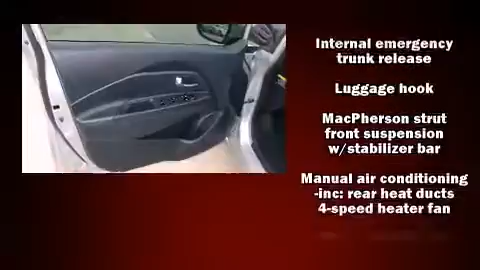 Internal emergency
trunk release
Luggage hook
MacPherson strut
front suspension
w/stabilizer bar
Manual air conditioning
-inc: rear heat ducts
4-speed heater fan